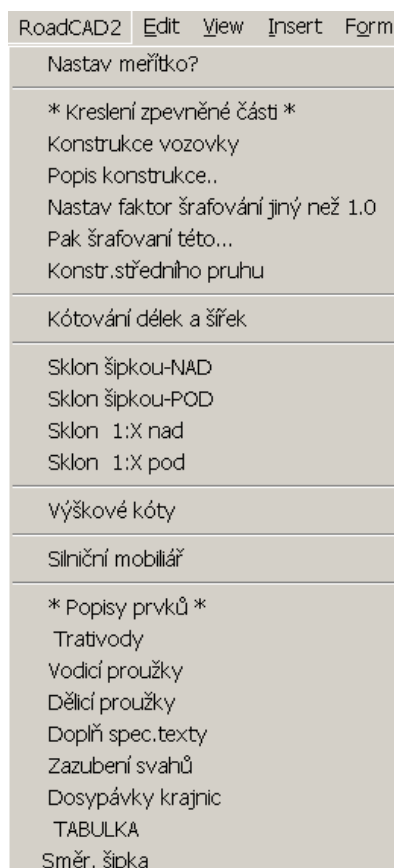 RoadCAD2 Edit View Insert Form
Nastav meřítko?
* Kreslení zpevněné části *
Konstrukce vozovky
Popis konstrukce..
Nastav faktor šrafování jiný než 1.0
Pak šrafovaní této...
Konstr.středního pruhu
Kótování délek a šířek
Sklon šipkou-NAD
Sklon šipkou-POD
Sklon 1:X nad
Sklon 1:X pod
Výškové kóty
Silniční mobiliář
* Popisy prvků *
Trativody
Vodicí proužky
Dělicí proužky
Doplň spec.texty
Zazubení svahů
Dosypávky krajnic
TABULKA
Směr. šipka